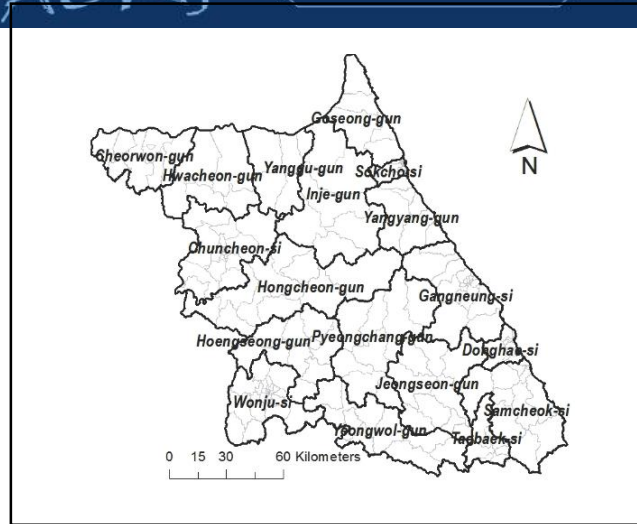 Goseong-gun
Cheorwon-gun
Hwacheon-gun
Yanggu-gun
Sokcho-si
Inje-gun
Yangyang-gun
Chuncheon-si
Hongcheon-gun
Gangneung-si
Hoengseong-gun
Pyeongchang-gun
Donghae-si
Jeongseon-gun
Wonju-si
Samcheok-si
Yeongwol-gun
Taebaek-si
N
0 15 30 60 Kilometers